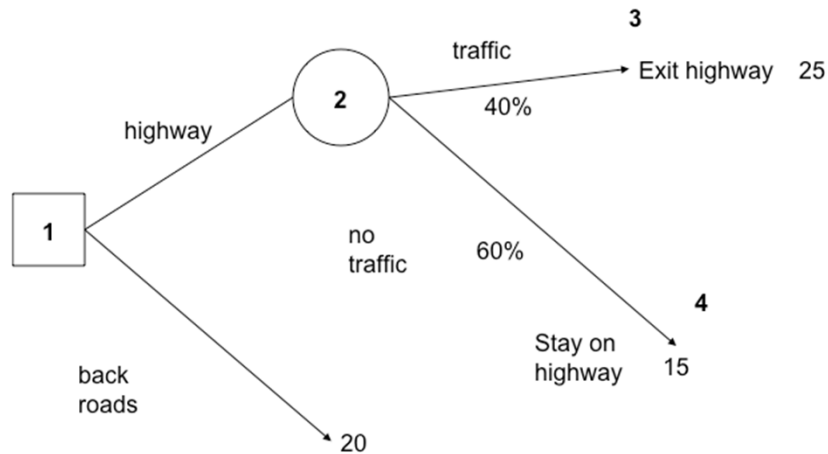 3
traffic
Exit highway 25
2
40%
highway
1
no
traffic
60%
4
Stay on
highway
15
back
roads
20